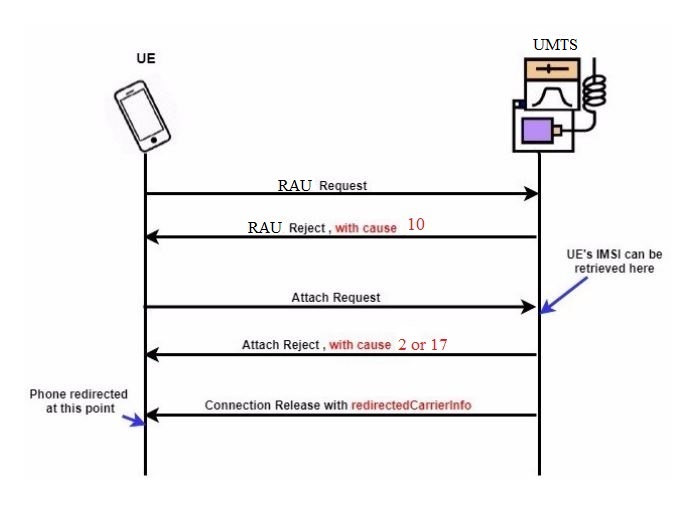 UE
UMTS
RAU Request
RAU Reject , with cause 10
UE's IMSI can be
retrieved here
Attach Request
Attach Reject , with cause 2 or 17
Phone redirected
at this point
Connection Release with redirectedCarrierInfo